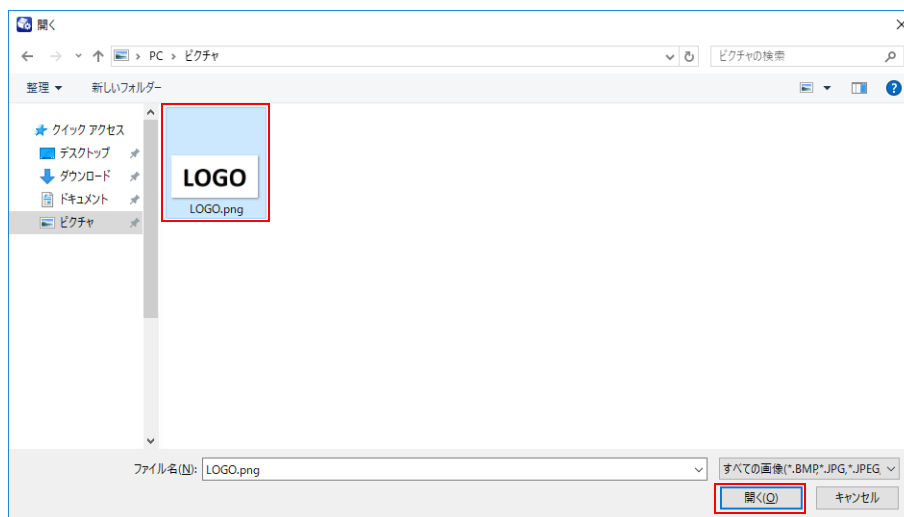 開く
PC › ピクチャ
ピクチャの検索
整理
新しいフォルダー
クイック アクセス
デスクトップ
ダウンロード
ドキュメント
ピクチャ
LOGO
LOGO.png
ファイル名(N): LOGO.png
すべての画像(*.BMP,*.JPG,*.JPEG,
開く(O)
キャンセル